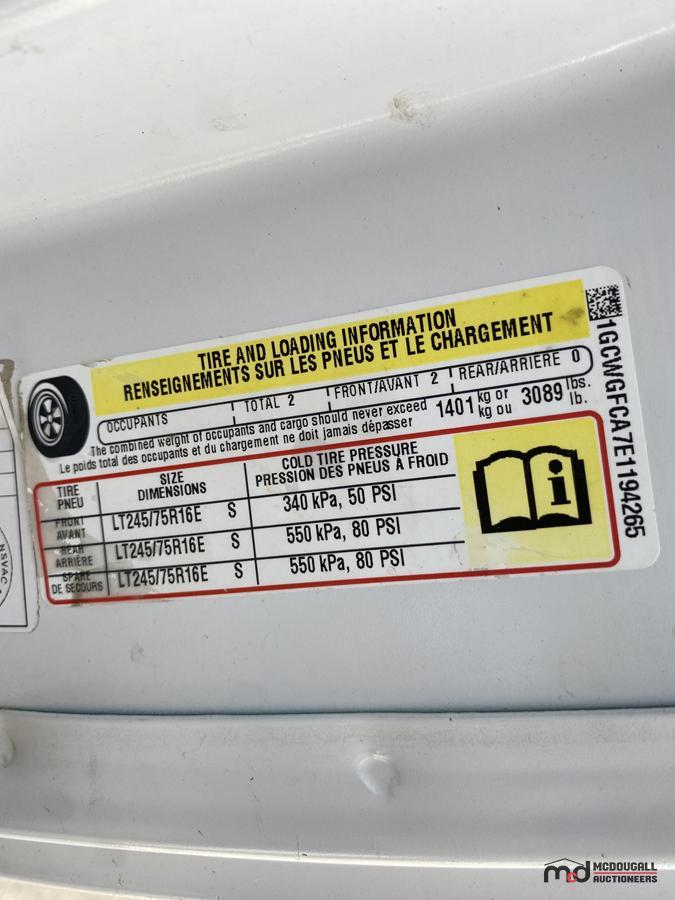 TIRE AND LOADING INFORMATION
RENSEIGNEMENTS SUR LES PNEUS ET LE CHARGEMENT
OCCUPANTS TOTAL 2 FRONT/AVANT 2 REAR/ARRIÈRE 0
The combined weight of occupants and cargo should never exceed 1401 kg or 3089 lbs.
Le poids total des occupants et du chargement ne doit jamais dépasser kg ou lb.
TIRE SIZE COLD TIRE PRESSURE
PNEU DIMENSIONS PRESSION DES PNEUS À FROID
FRONT
AVANT LT245/75R16E S 340 kPa, 50 PSI
REAR
ARRIÈRE LT245/75R16E S 550 kPa, 80 PSI
SPARE
DE SECOURS LT245/75R16E S 550 kPa, 80 PSI
i
1GCWGFCA7E1194265
NSVAC
mcd MCDOUGALL
AUCTIONEERS